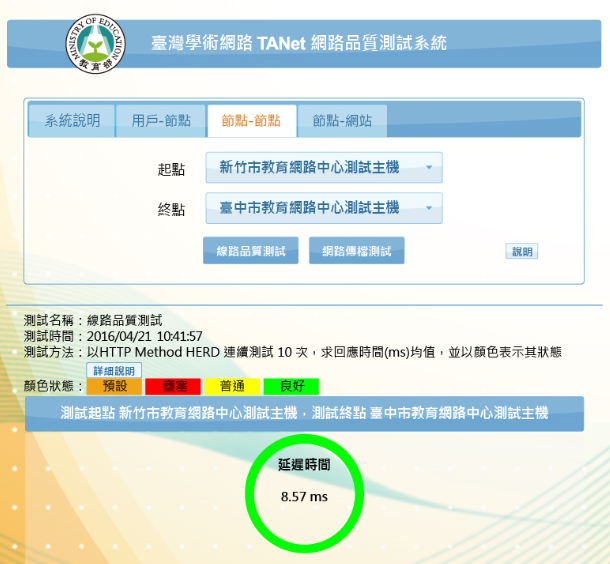 MINISTRY OF EDUCATION
教育部
臺灣學術網路 TANet 網路品質測試系統
系統說明 用戶-節點 節點-節點 節點-網站
起點 新竹市教育網路中心測試主機
終點 臺中市教育網路中心測試主機
線路品質測試 網路傳檔測試 說明
測試名稱：線路品質測試
測試時間：2016/04/21 10:41:57
測試方法：以HTTP Method HERD 連續測試 10 次，求回應時間(ms)均值，並以顏色表示其狀態
詳細說明
顏色狀態： 預設 壅塞 普通 良好
測試起點 新竹市教育網路中心測試主機，測試終點 臺中市教育網路中心測試主機
延遲時間
8.57 ms